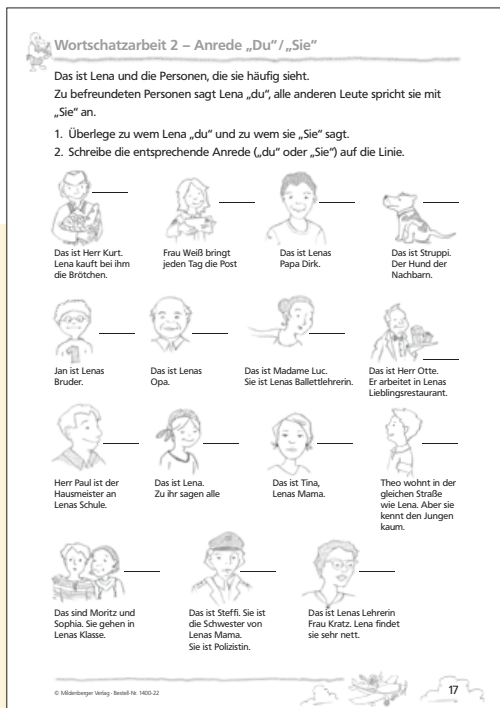 Wortschatzarbeit 2 – Anrede „Du“/„Sie“
Das ist Lena und die Personen, die sie häufig sieht.
Zu befreundeten Personen sagt Lena „du“, alle anderen Leute spricht sie mit
„Sie“ an.
1. Überlege zu wem Lena „du“ und zu wem sie „Sie“ sagt.
2. Schreibe die entsprechende Anrede („du“ oder „Sie“) auf die Linie.
Das ist Herr Kurt.
Lena kauft bei ihm
die Brötchen.
Frau Weiß bringt
jeden Tag die Post
Das ist Lenas
Papa Dirk.
Das ist Struppi.
Der Hund der
Nachbarn.
1
Jan ist Lenas
Bruder.
Das ist Lenas
Opa.
Das ist Madame Luc.
Sie ist Lenas Ballettlehrerin.
Das ist Herr Otte.
Er arbeitet in Lenas
Lieblingsrestaurant.
Herr Paul ist der
Hausmeister an
Lenas Schule.
Das ist Lena.
Zu ihr sagen alle
Das ist Tina,
Lenas Mama.
Theo wohnt in der
gleichen Straße
wie Lena. Aber sie
kennt den Jungen
kaum.
Das sind Moritz und
Sophia. Sie gehen in
Lenas Klasse.
Das ist Steffi. Sie ist
die Schwester von
Lenas Mama.
Sie ist Polizistin.
Das ist Lenas Lehrerin
Frau Kratz. Lena findet
sie sehr nett.
© Mildenberger Verlag · Bestell-Nr. 1400-22
17